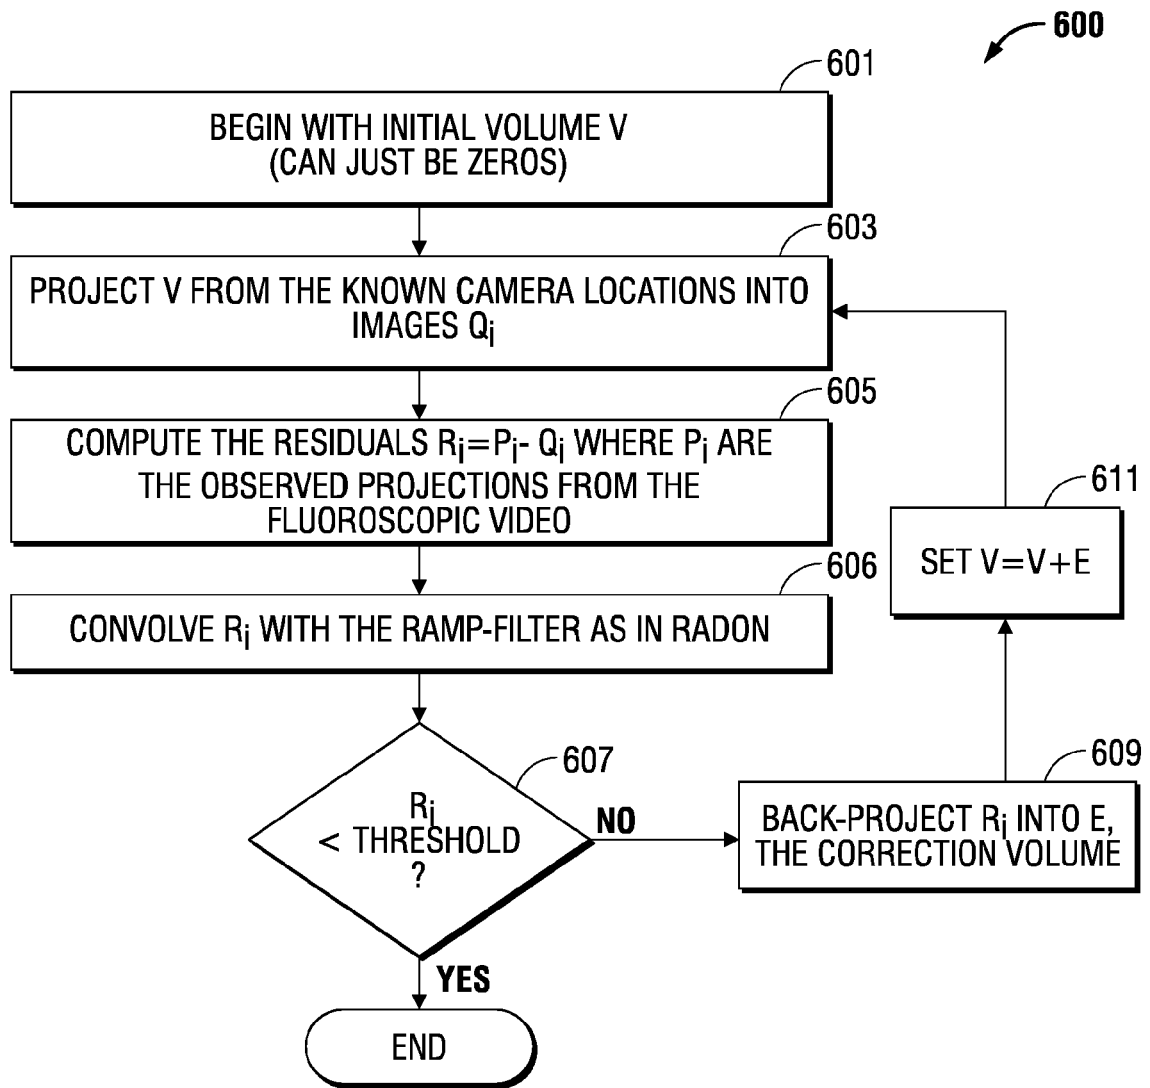 600
601
BEGIN WITH INITIAL VOLUME V
(CAN JUST BE ZEROS)
603
PROJECT V FROM THE KNOWN CAMERA LOCATIONS INTO
IMAGES Qi
605
COMPUTE THE RESIDUALS Ri=Pi- Qi WHERE Pi ARE
THE OBSERVED PROJECTIONS FROM THE
FLUOROSCOPIC VIDEO
606
CONVOLVE Ri WITH THE RAMP-FILTER AS IN RADON
607
Ri
< THRESHOLD
?
NO
609
BACK-PROJECT Ri INTO E,
THE CORRECTION VOLUME
611
SET V=V+E
YES
END